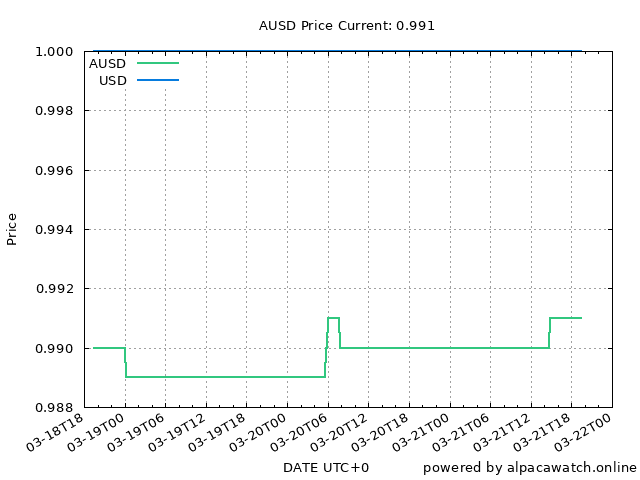 AUSD Price Current: 0.991
1.000
AUSD
USD
0.998
0.996
0.994
Price
0.992
0.990
0.988
03-18T18
03-19T00
03-19T06
03-19T12
03-19T18
03-20T00
03-20T06
03-20T12
03-20T18
03-21T00
03-21T06
03-21T12
03-21T18
03-22T00
DATE UTC+0
powered by alpacawatch.online